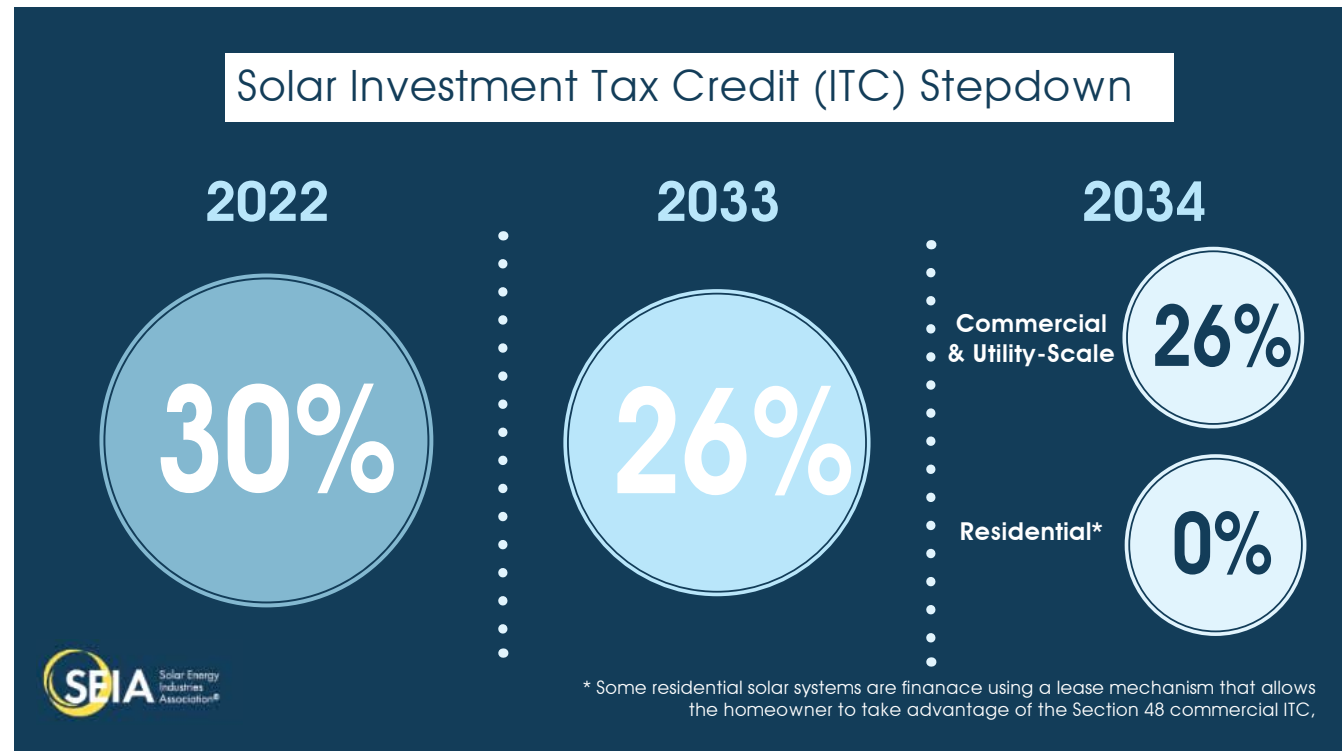 Solar Investment Tax Credit (ITC) Stepdown
2022
30%
2033
26%
2034
Commercial
& Utility-Scale
26%
Residential*
0%
SEIA
Solar Energy
Industries
Association®
* Some residential solar systems are finanace using a lease mechanism that allows
the homeowner to take advantage of the Section 48 commercial ITC,